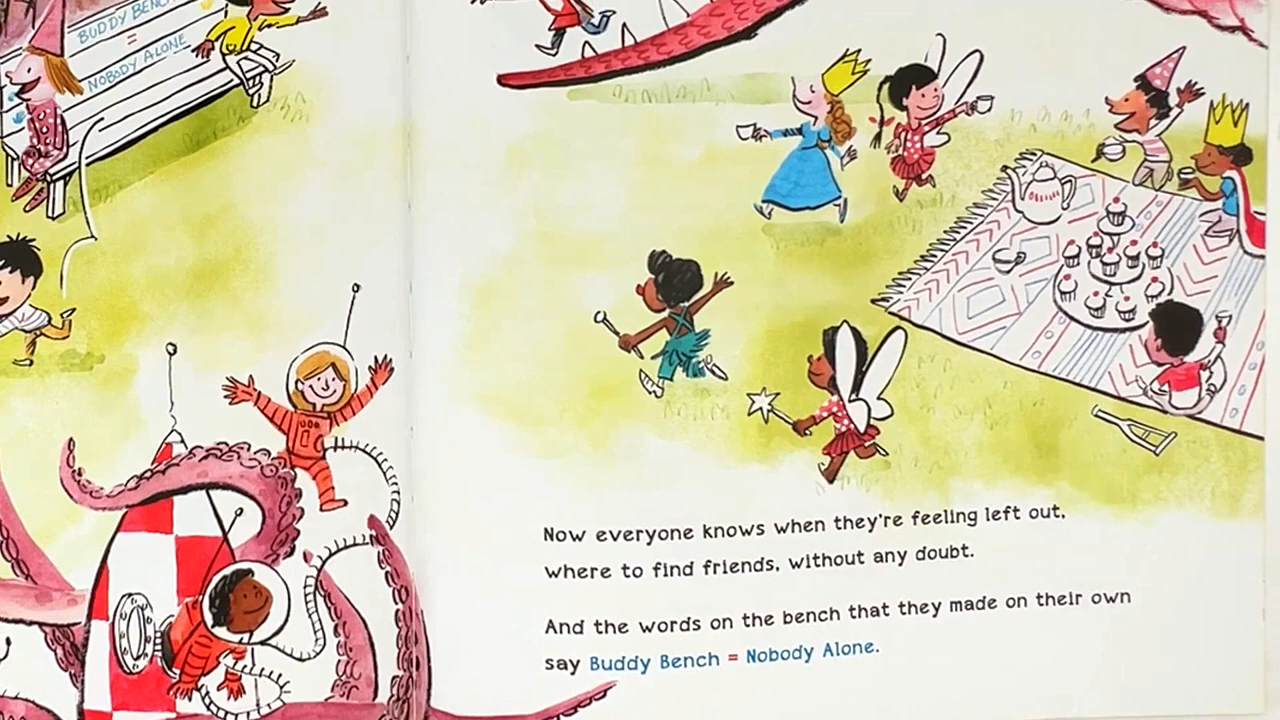 BUDDY BENCH
=
NOBODY ALONE
Now everyone knows when they're feeling left out,
where to find friends, without any doubt.
And the words on the bench that they made on their own
say Buddy Bench = Nobody Alone.